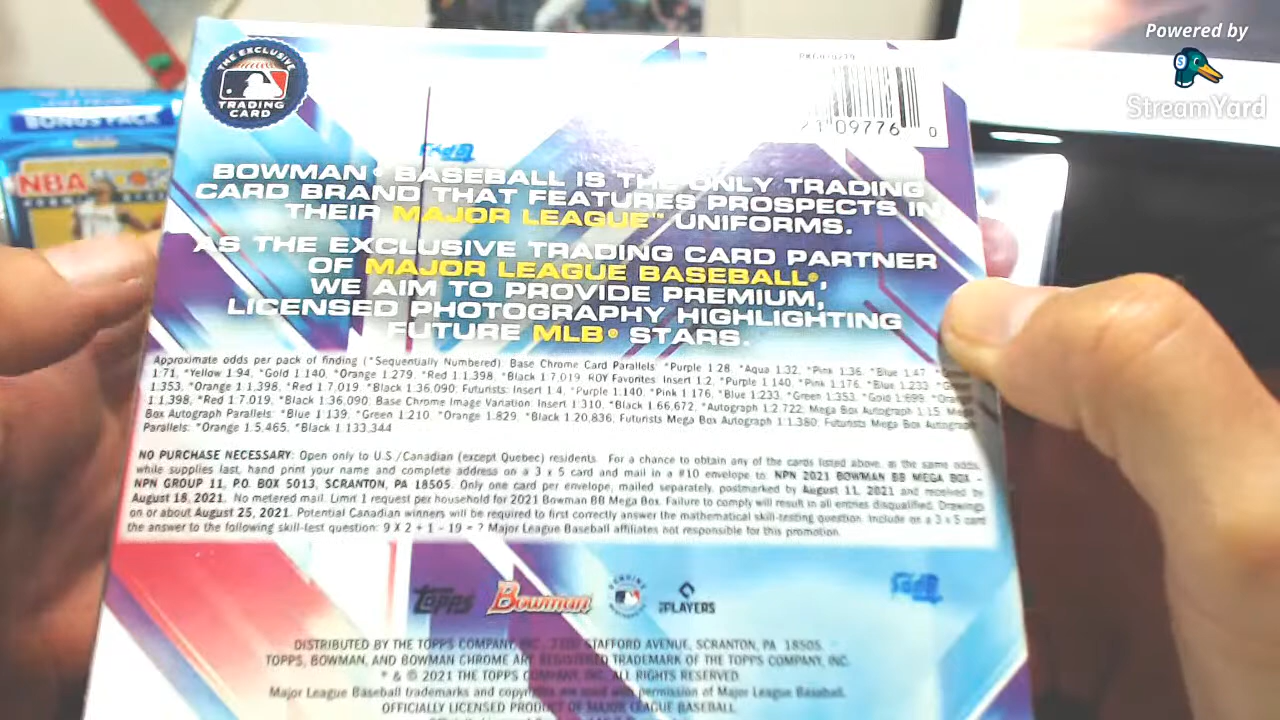 Powered by
StreamYard
THE EXCLUSIVE
TRADING
CARD
09776 0
BONUS PACK
NBA
BOWMAN® BASEBALL IS THE ONLY TRADING
CARD BRAND THAT FEATURES PROSPECTS IN
THEIR MAJOR LEAGUE™ UNIFORMS.
AS THE EXCLUSIVE TRADING CARD PARTNER
OF MAJOR LEAGUE BASEBALL®,
WE AIM TO PROVIDE PREMIUM,
LICENSED PHOTOGRAPHY HIGHLIGHTING
FUTURE MLB® STARS.
Approximate odds per pack of finding (*Sequentially Numbered): Base Chrome Card Parallels: *Purple 1:28, *Aqua 1:32, *Pink 1:36, *Blue 1:47,
1:71, *Yellow 1:94, *Gold 1:140, *Orange 1:279, *Red 1:1,398, *Black 1:7,019; ROY Favorites: Insert 1:2, *Purple 1:140, *Pink 1:176, *Blue 1:233,
1:353, *Orange 1:1,398, *Red 1:7,019, *Black 1:36,090; Futurists: Insert 1:4, *Purple 1:140, *Pink 1:176, *Blue 1:233, *Green 1:353, *Gold 1:699,
1:1,398, *Red 1:7,019, *Black 1:36,090; Base Chrome Image Variation: Insert 1:310, *Black 1:66,672, *Autograph 1:2,722; Mega Box Autograph 1:15, Mega
Box Autograph Parallels: *Blue 1:139, *Green 1:210, *Orange 1:829, *Black 1:20,836; Futurists Mega Box Autograph 1:1,380; Futurists Mega Box Autograph
Parallels: *Orange 1:5,465, *Black 1:133,344
NO PURCHASE NECESSARY: Open only to U.S./Canadian (except Quebec) residents. For a chance to obtain any of the cards listed above, at the same odds,
while supplies last, hand print your name and complete address on a 3 x 5 card and mail in a #10 envelope to: NPN 2021 BOWMAN BB MEGA BOX -
NPN GROUP 11, P.O. BOX 5013, SCRANTON, PA 18505. Only one card per envelope, mailed separately, postmarked by August 11, 2021 and received by
August 18, 2021. No metered mail. Limit 1 request per household for 2021 Bowman BB Mega Box. Failure to comply will result in all entries disqualified. Drawings
on or about August 25, 2021. Potential Canadian winners will be required to first correctly answer the mathematical skill-testing question. Include on a 3 x 5 card
the answer to the following skill-test question: 9 X 2 + 1 - 19 = ? Major League Baseball affiliates not responsible for this promotion.
Topps Bowman GENUINE PLAYERS
DISTRIBUTED BY THE TOPPS COMPANY, INC., STAFFORD AVENUE, SCRANTON, PA 18505.
TOPPS, BOWMAN, AND BOWMAN CHROME ARE REGISTERED TRADEMARK OF THE TOPPS COMPANY, INC.
® & © 2021 THE TOPPS COMPANY, INC. ALL RIGHTS RESERVED.
Major League Baseball trademarks and copyrights are used with permission of Major League Baseball.
OFFICIALLY LICENSED PRODUCT OF MAJOR LEAGUE BASEBALL